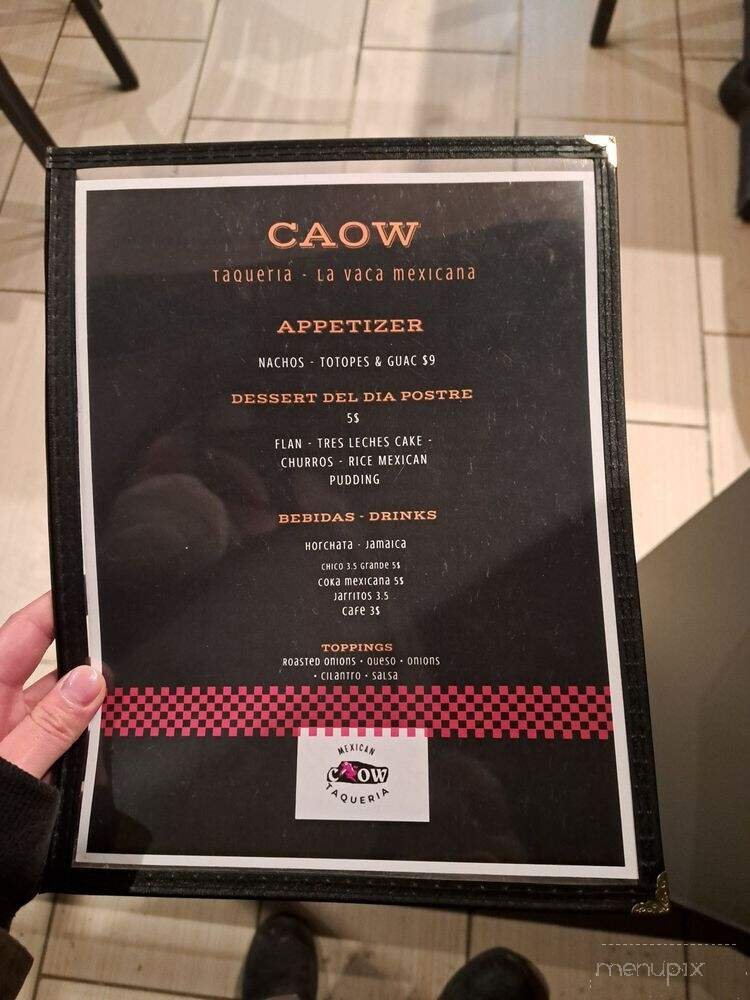 CAOW
Taqueria - La vaca mexicana
APPETIZER
NACHOS - TOTOPES & GUAC $9
DESSERT DEL DIA POSTRE
5$
FLAN - TRES LECHES CAKE -
CHURROS - RICE MEXICAN
PUDDING
BEBIDAS - DRINKS
Horchata - Jamaica
CHICO 3.5 Grande 5$
Coka mexicana 5$
Jarritos 3.5
Cafe 3$
TOPPINGS
Roasted onions • Queso • onions
• Cilantro • Salsa
MEXICAN
CAOW
TAQUERIA
menupix